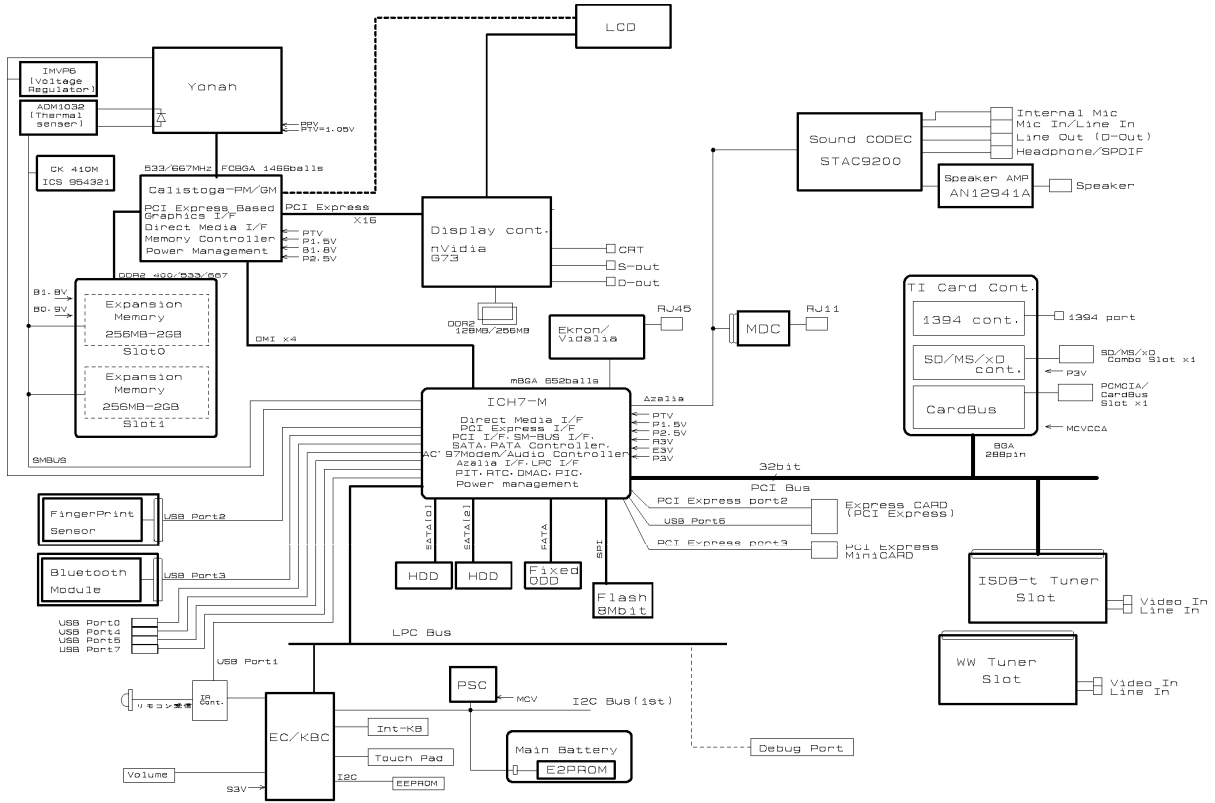 LCD
IMVP6
(Voltage
Regulator)
Yonah
ADM1032
(Thermal
senser)
PPV
PTV=1.05V
CK 410M
ICS 954321
533/667MHz FCBGA 1466balls
Calistoga-PM/GM
PCI Express Based
Graphics I/F
Direct Media I/F
Memory Controller
Power Management
PCI Express
X16
PTV
P1.5V
B1.8V
P2.5V
Display cont.
nVidia
G73
CRT
S-out
D-out
DDR2
128MB/256MB
Sound CODEC
STAC9200
Internal Mic
Mic In/Line In
Line Out (D-Out)
Headphone/SPDIF
Speaker AMP
AN12941A
Speaker
DDR2 400/533/667
B1.8V
B0.9V
Expansion
Memory
256MB-2GB
Slot0
Expansion
Memory
256MB-2GB
Slot1
SMBUS
DMI x4
Ekron/
Vidalia
RJ45
MDC
RJ11
TI Card Cont.
1394 cont.
1394 port
SD/MS/xD
cont.
SD/MS/xD
Combo Slot x1
P3V
CardBus
PCMCIA/
CardBus
Slot x1
MCVCCA
BGA
288pin
mBGA 652balls
ICH7-M
Direct Media I/F
PCI Express I/F
PCI I/F, SM-BUS I/F,
SATA, PATA Controller,
AC'97Modem/Audio Controller
Azalia I/F, LPC I/F
PIT, RTC, DMAC, PIC,
Power management
Azalia
PTV
P1.5V
P2.5V
R3V
E3V
P3V
32bit
PCI Bus
PCI Express port2
USB Port6
Express CARD
(PCI Express)
PCI Express port3
PCI Express
MiniCARD
FingerPrint
Sensor
USB Port2
Bluetooth
Module
USB Port3
USB Port0
USB Port4
USB Port5
USB Port7
SATA[0]
SATA[2]
PATA
SPI
HDD
HDD
Fixed
ODD
Flash
8Mbit
ISDB-t Tuner
Slot
Video In
Line In
WW Tuner
Slot
Video In
Line In
LPC Bus
USB Port1
リモコン受信
IR
Cont.
EC/KBC
PSC
MCV
I2C Bus(1st)
Int-KB
Touch Pad
I2C
EEPROM
Main Battery
E2PROM
Debug Port
Volume
S3V